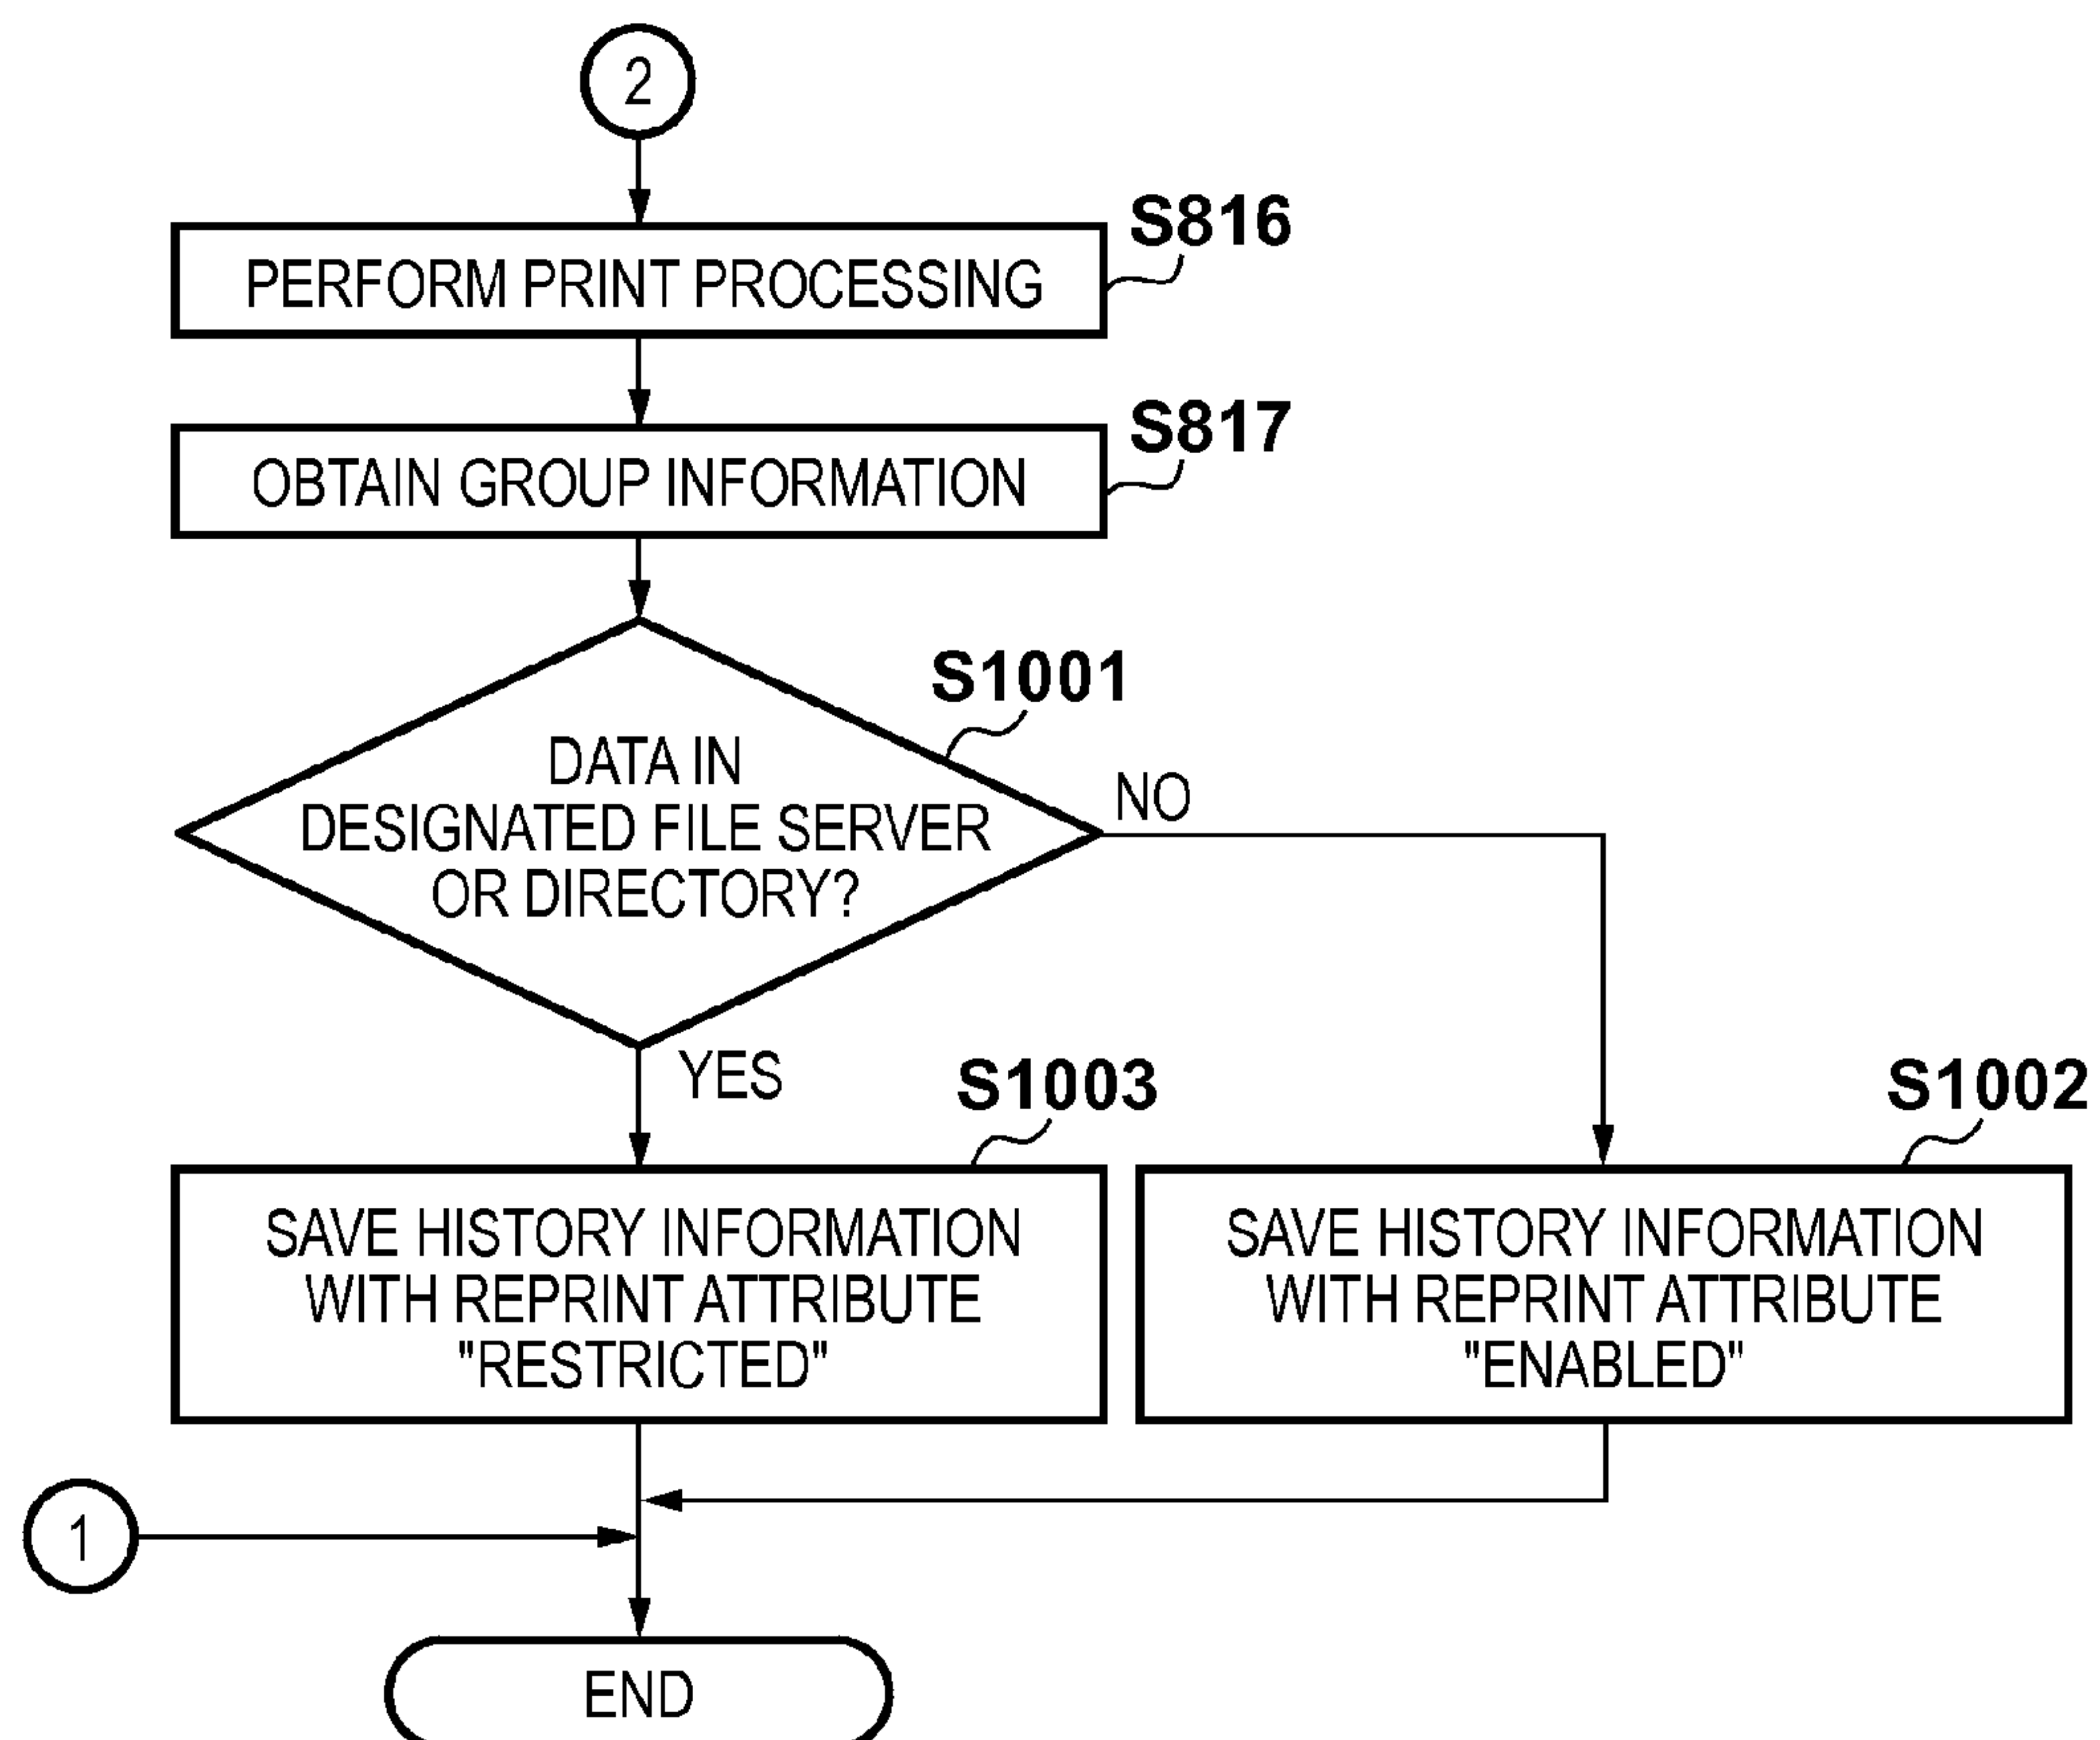 2
S816
PERFORM PRINT PROCESSING
S817
OBTAIN GROUP INFORMATION
S1001
DATA IN
DESIGNATED FILE SERVER
OR DIRECTORY?
NO
YES
S1003
SAVE HISTORY INFORMATION
WITH REPRINT ATTRIBUTE
"RESTRICTED"
S1002
SAVE HISTORY INFORMATION
WITH REPRINT ATTRIBUTE
"ENABLED"
1
END